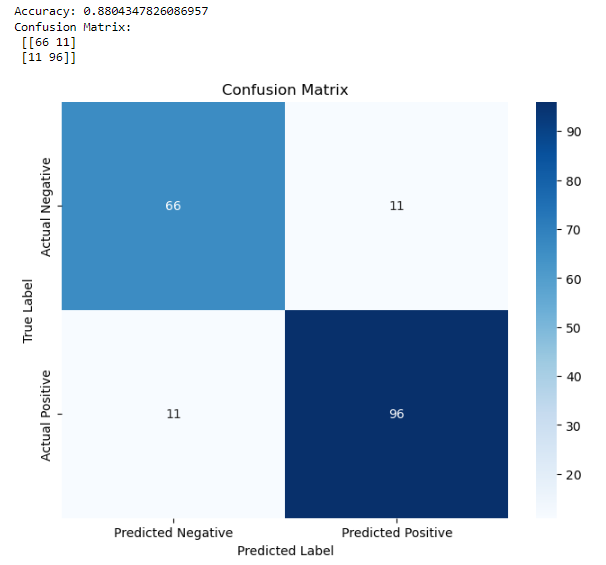 Accuracy: 0.8804347826086957
Confusion Matrix:
[[66 11]
[11 96]]
Confusion Matrix
Actual Negative
66
11
90
80
70
60
True Label
50
40
Actual Positive
11
96
30
20
Predicted Negative
Predicted Positive
Predicted Label